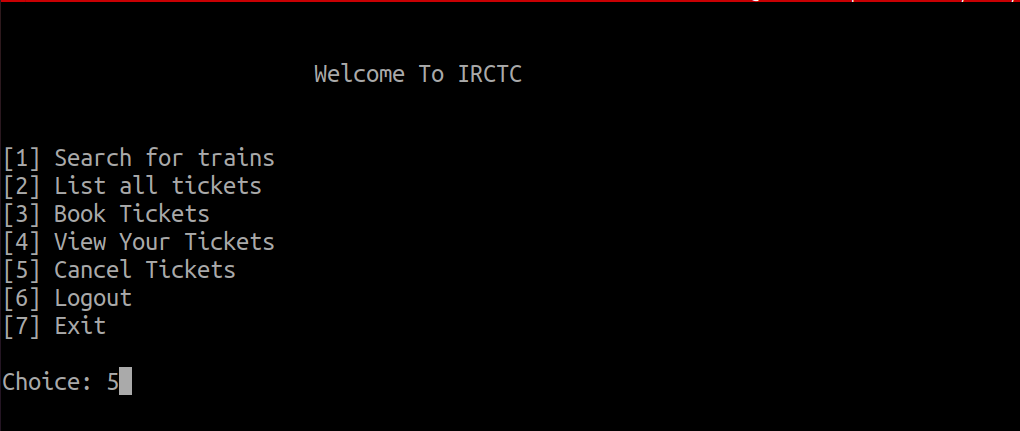 Welcome To IRCTC
[1] Search for trains
[2] List all tickets
[3] Book Tickets
[4] View Your Tickets
[5] Cancel Tickets
[6] Logout
[7] Exit
Choice: 5